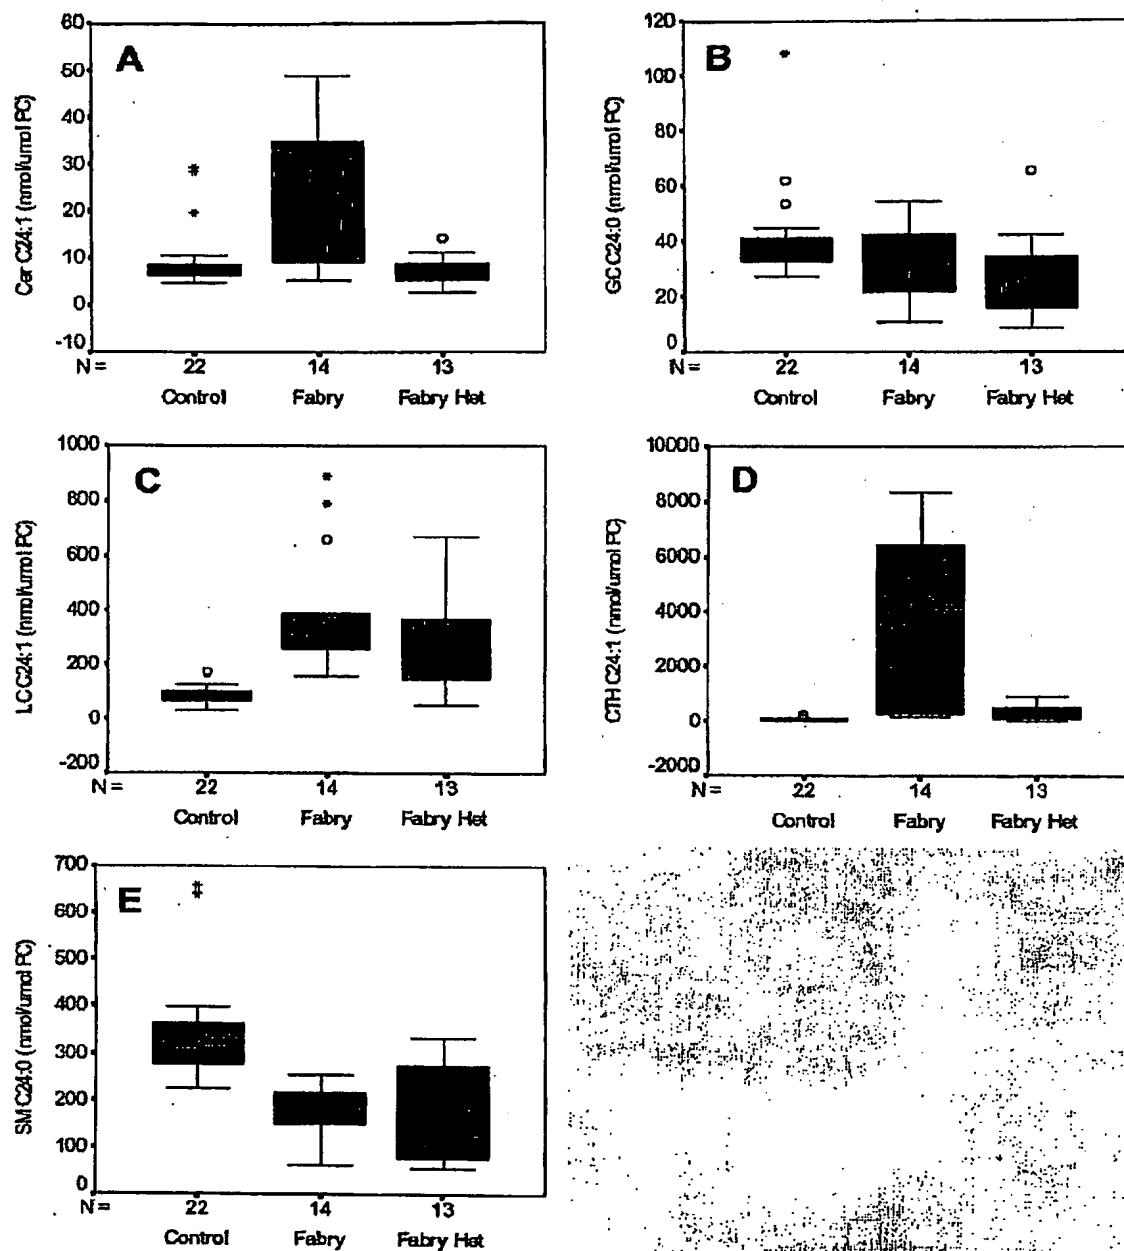 A
Cer C24:1 (nmol/umol PC)
60
50
40
30
20
10
0
-10
N = 22 14 13
Control Fabry Fabry Het
B
GC C24:0 (nmol/umol PC)
120
100
80
60
40
20
0
N = 22 14 13
Control Fabry Fabry Het
C
LC C24:1 (nmol/umol PC)
1000
800
600
400
200
0
-200
N = 22 14 13
Control Fabry Fabry Het
D
CTH C24:1 (nmol/umol PC)
10000
8000
6000
4000
2000
0
-2000
N = 22 14 13
Control Fabry Fabry Het
E
SM C24:0 (nmol/umol PC)
700
600
500
400
300
200
100
0
N = 22 14 13
Control Fabry Fabry Het